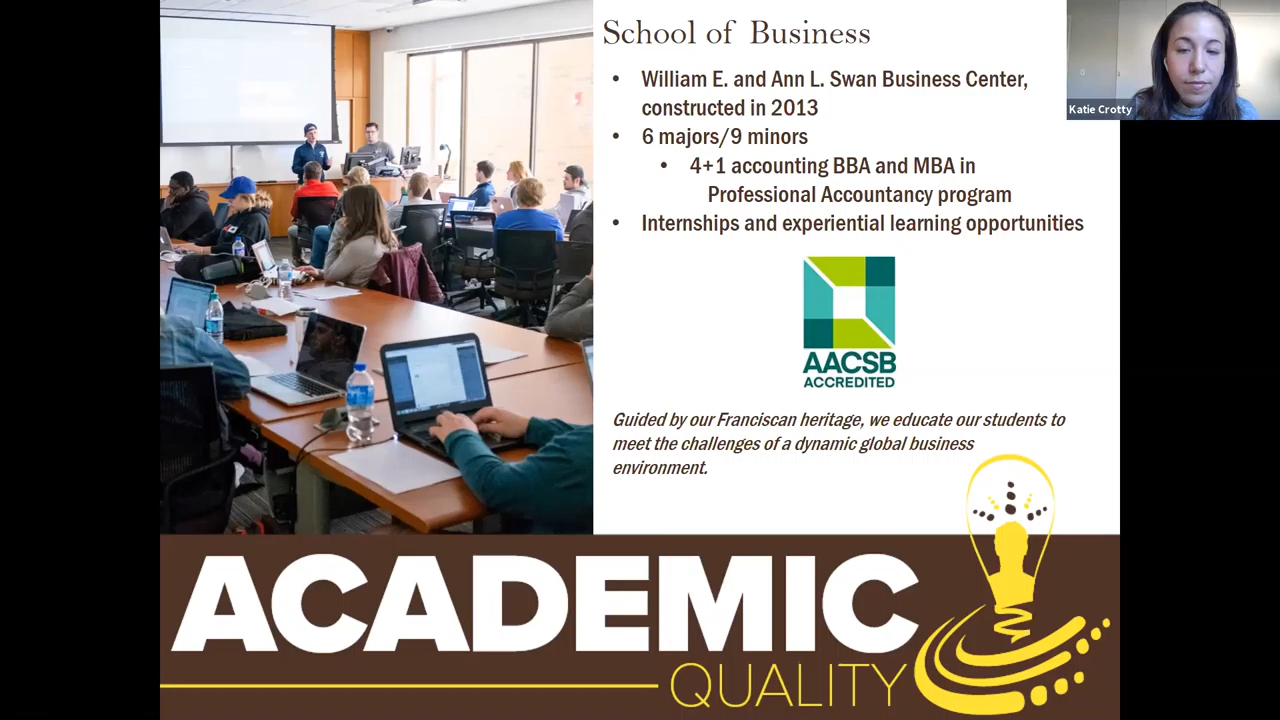 School of Business
Katie Crotty
• William E. and Ann L. Swan Business Center,
constructed in 2013
• 6 majors/9 minors
• 4+1 accounting BBA and MBA in
Professional Accountancy program
• Internships and experiential learning opportunities
AACSB
ACCREDITED
Guided by our Franciscan heritage, we educate our students to
meet the challenges of a dynamic global business
environment.
ACADEMIC
QUALITY